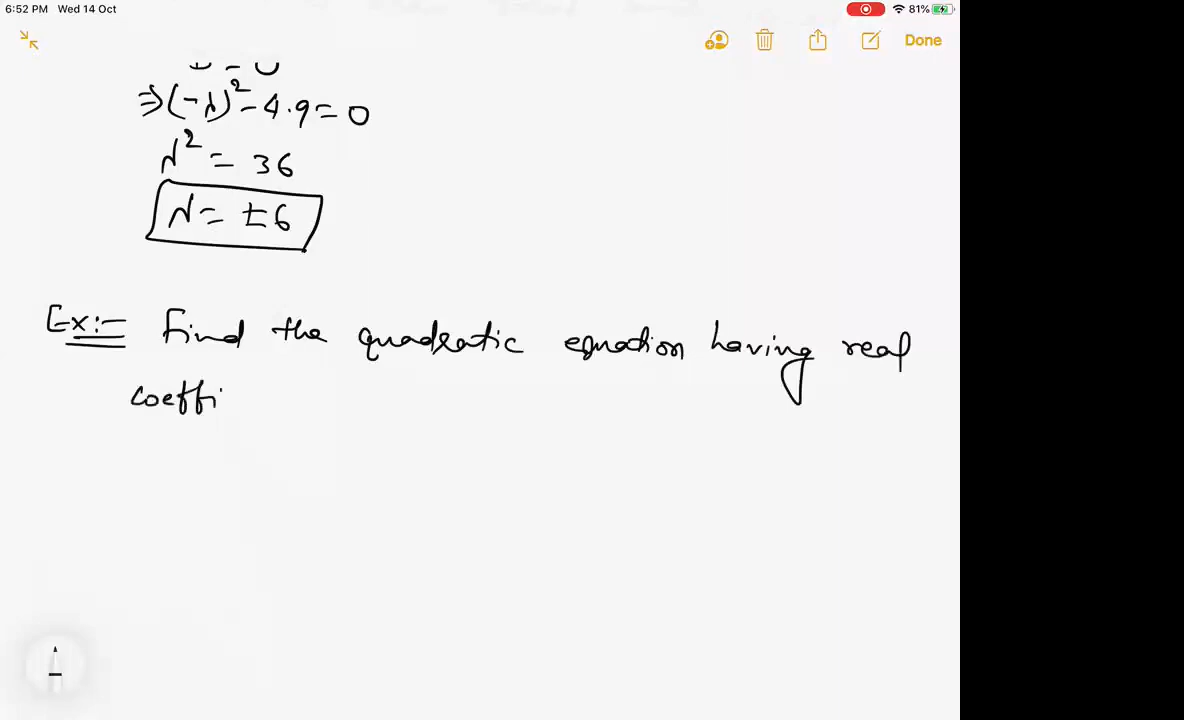 6:52 PM Wed 14 Oct 81%
Done
⇒(-λ)²-4·9=0
λ² = 36
λ = ±6
Ex:- Find the quadratic equation having real
coeffi